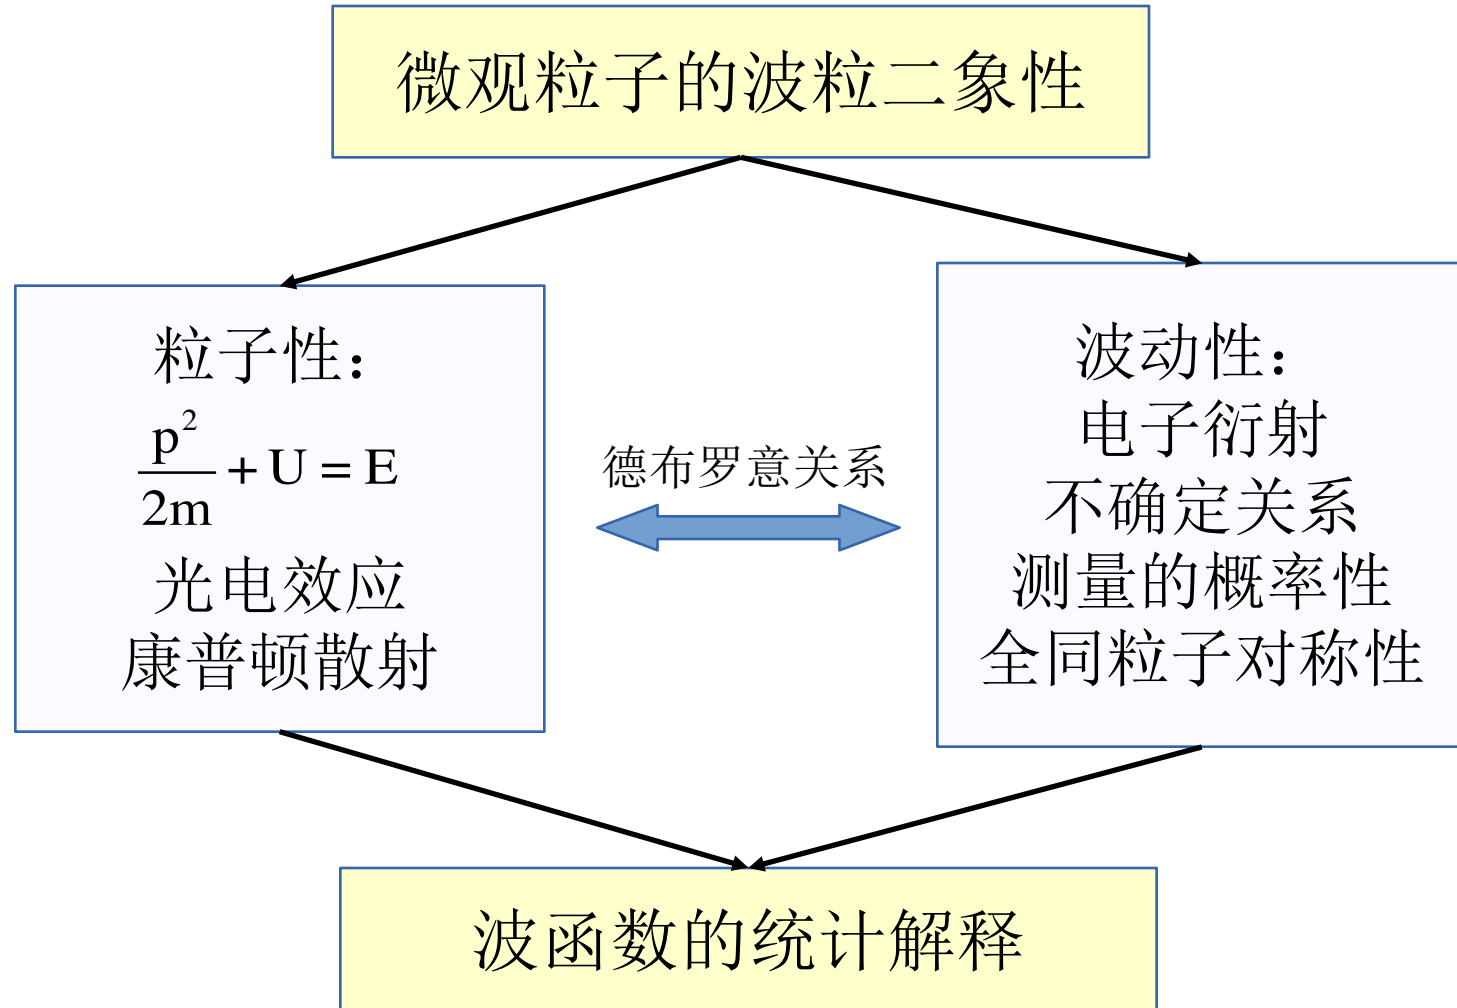 微观粒子的波粒二象性
粒子性：
p²/2m + U = E
光电效应
康普顿散射
德布罗意关系
波动性：
电子衍射
不确定关系
测量的概率性
全同粒子对称性
波函数的统计解释